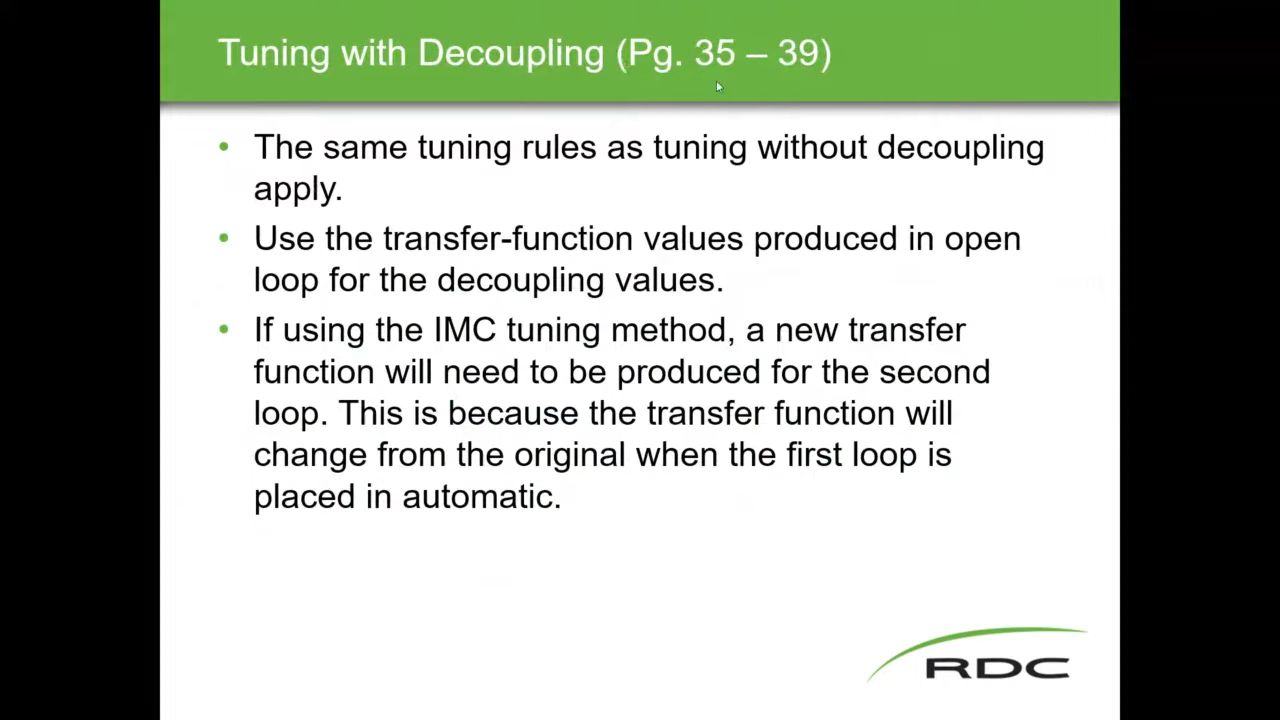 Tuning with Decoupling (Pg. 35 – 39)
• The same tuning rules as tuning without decoupling
apply.
• Use the transfer-function values produced in open
loop for the decoupling values.
• If using the IMC tuning method, a new transfer
function will need to be produced for the second
loop. This is because the transfer function will
change from the original when the first loop is
placed in automatic.
RDC